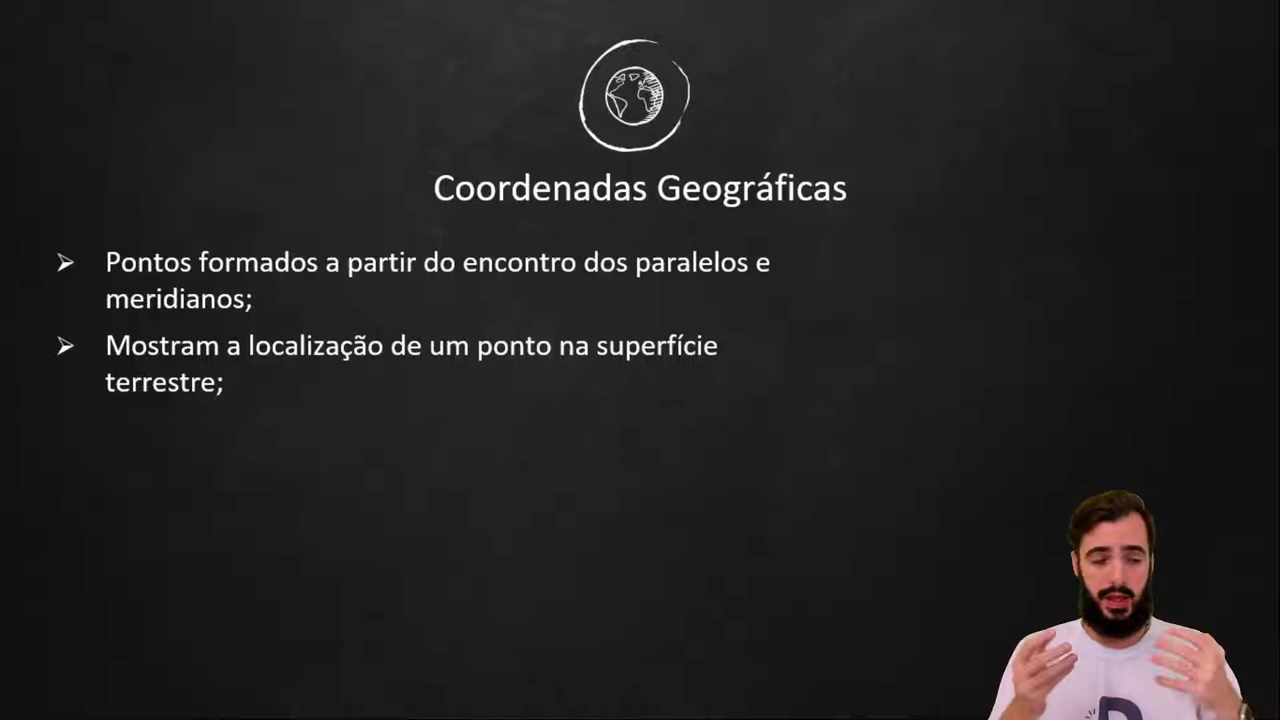 Coordenadas Geográficas
➢ Pontos formados a partir do encontro dos paralelos e
meridianos;
➢ Mostram a localização de um ponto na superfície
terrestre;